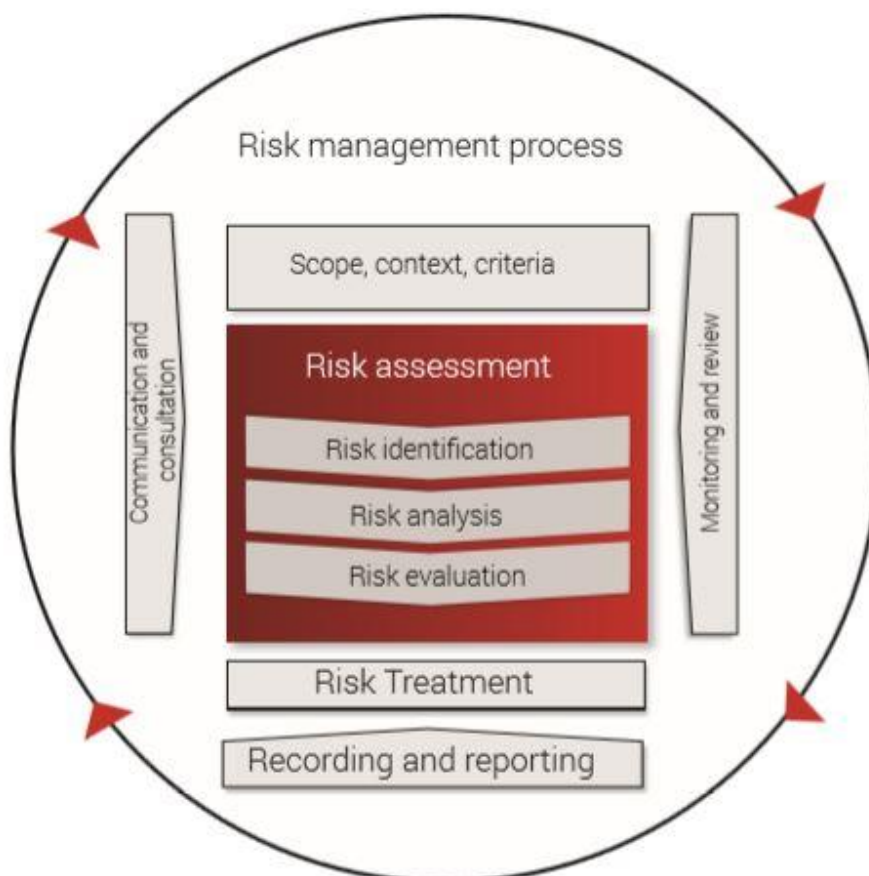 Risk management process
Scope, context, criteria
Communication and
consultation
Risk assessment
Risk identification
Risk analysis
Risk evaluation
Monitoring and review
Risk Treatment
Recording and reporting